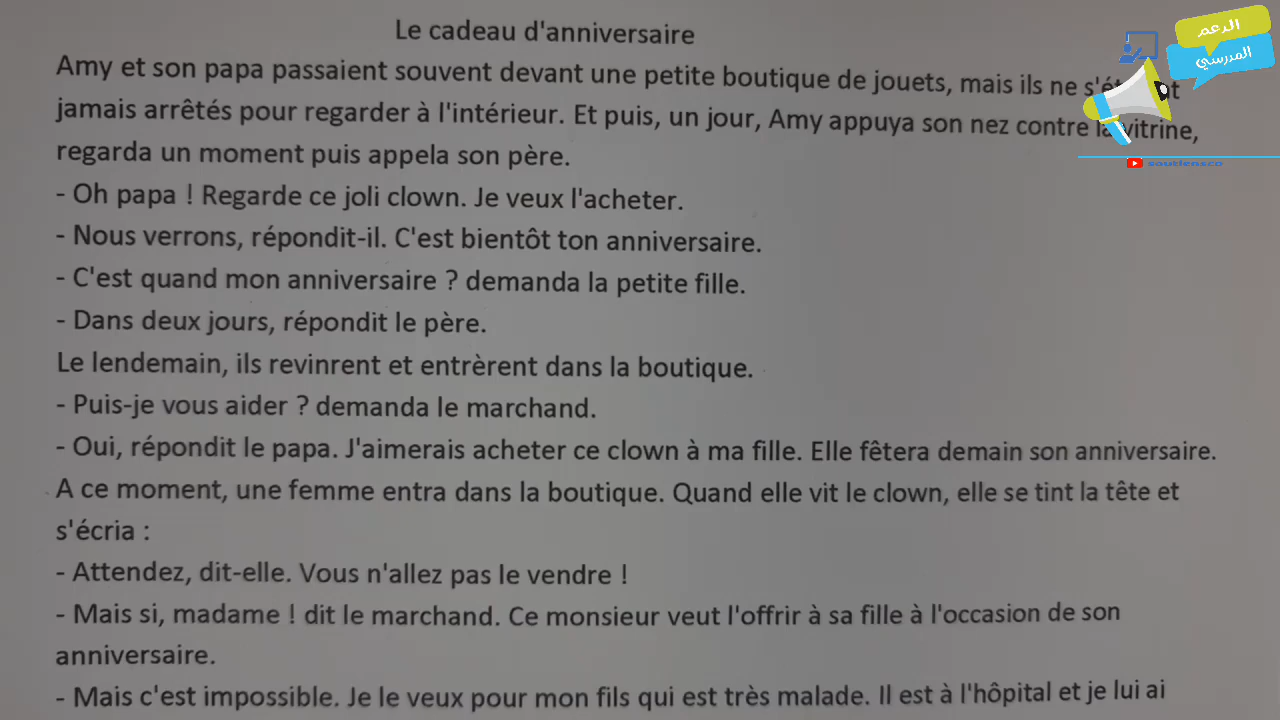 Le cadeau d'anniversaire
Amy et son papa passaient souvent devant une petite boutique de jouets, mais ils ne
jamais arrêtés pour regarder à l'intérieur. Et puis, un jour, Amy appuya son nez contre la vitrine,
regarda un moment puis appela son père.
- Oh papa ! Regarde ce joli clown. Je veux l'acheter.
- Nous verrons, répondit-il. C'est bientôt ton anniversaire.
- C'est quand mon anniversaire ? demanda la petite fille.
- Dans deux jours, répondit le père.
Le lendemain, ils revinrent et entrèrent dans la boutique.
- Puis-je vous aider ? demanda le marchand.
- Oui, répondit le papa. J'aimerais acheter ce clown à ma fille. Elle fêtera demain son anniversaire.
A ce moment, une femme entra dans la boutique. Quand elle vit le clown, elle se tint la tête et
s'écria :
- Attendez, dit-elle. Vous n'allez pas le vendre !
- Mais si, madame ! dit le marchand. Ce monsieur veut l'offrir à sa fille à l'occasion de son
anniversaire.
- Mais c'est impossible. Je le veux pour mon fils qui est très malade. Il est à l'hôpital et je lui ai
الدعم
المدرسي
soutiensco